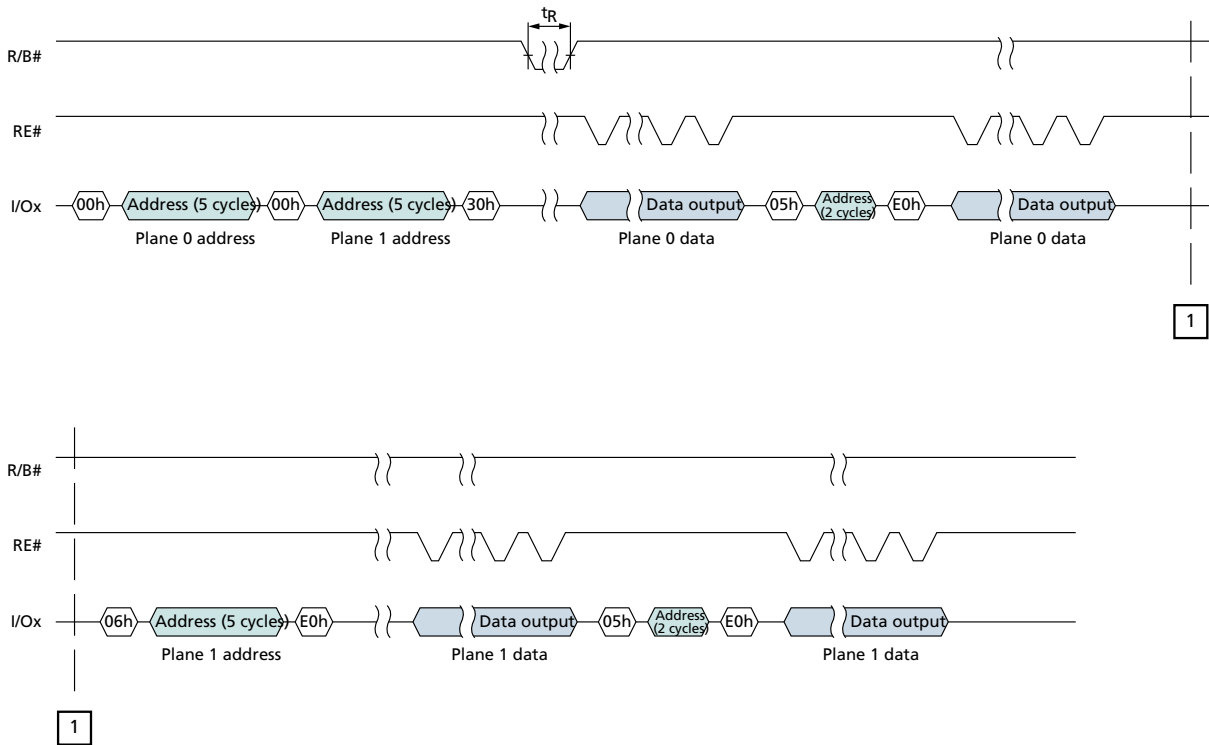 tR
R/B#
RE#
I/Ox
00h
Address (5 cycles)
00h
Address (5 cycles)
30h
Data output
05h
Address
(2 cycles)
E0h
Data output
Plane 0 address
Plane 1 address
Plane 0 data
Plane 0 data
1
R/B#
RE#
I/Ox
06h
Address (5 cycles)
E0h
Data output
05h
Address
(2 cycles)
E0h
Data output
Plane 1 address
Plane 1 data
Plane 1 data
1